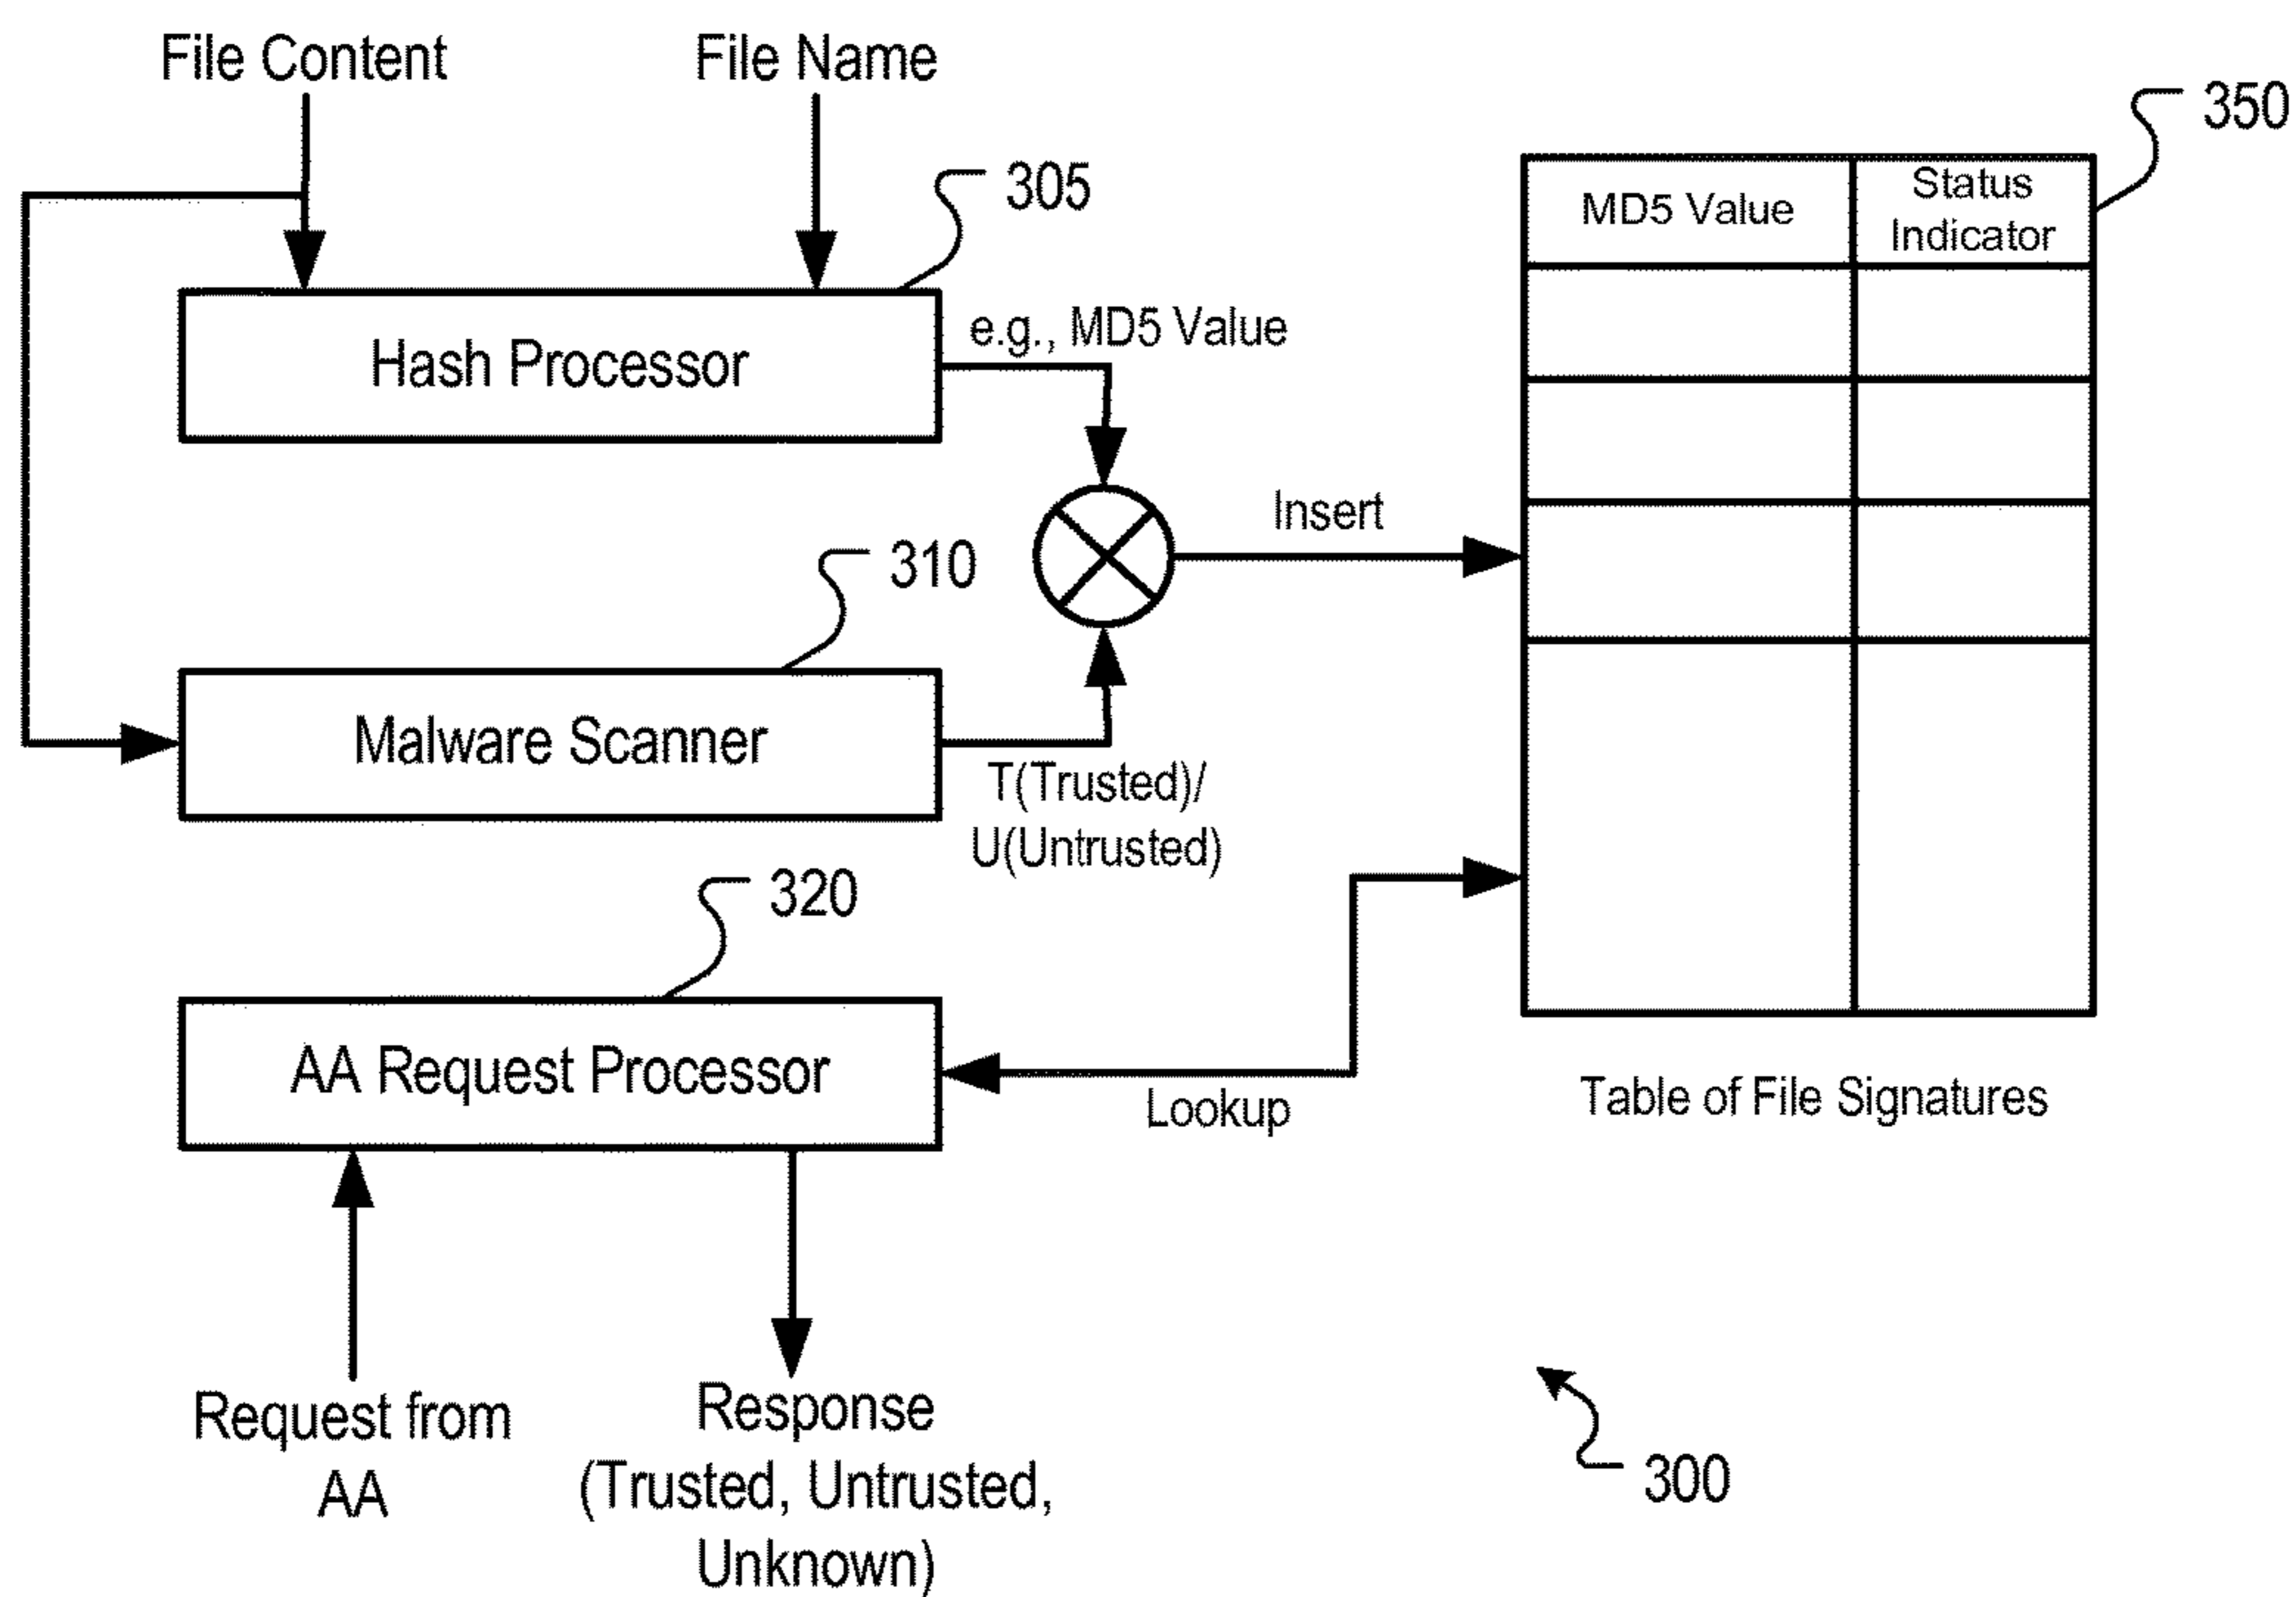 File Content
File Name
350
305
MD5 Value
Status
Indicator
Hash Processor
e.g., MD5 Value
Insert
310
Malware Scanner
T(Trusted)/
U(Untrusted)
320
AA Request Processor
Lookup
Table of File Signatures
Request from
AA
Response
(Trusted, Untrusted,
Unknown)
300